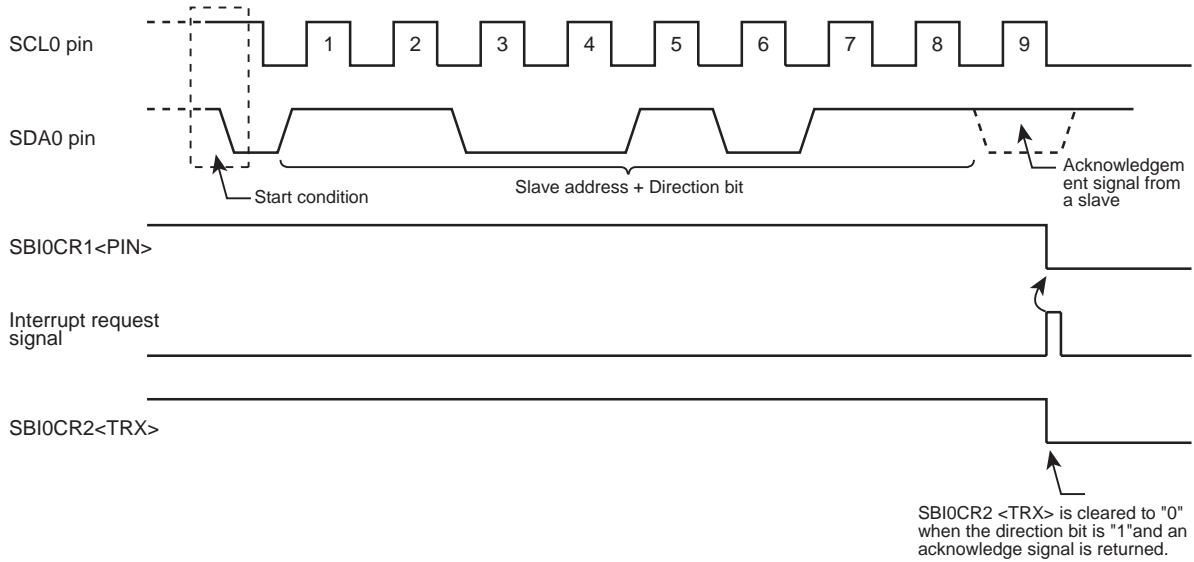 SCL0 pin
1 2 3 4 5 6 7 8 9
SDA0 pin
Start condition
Slave address + Direction bit
Acknowledgem
ent signal from
a slave
SBI0CR1<PIN>
Interrupt request
signal
SBI0CR2<TRX>
SBI0CR2 <TRX> is cleared to "0"
when the direction bit is "1"and an
acknowledge signal is returned.